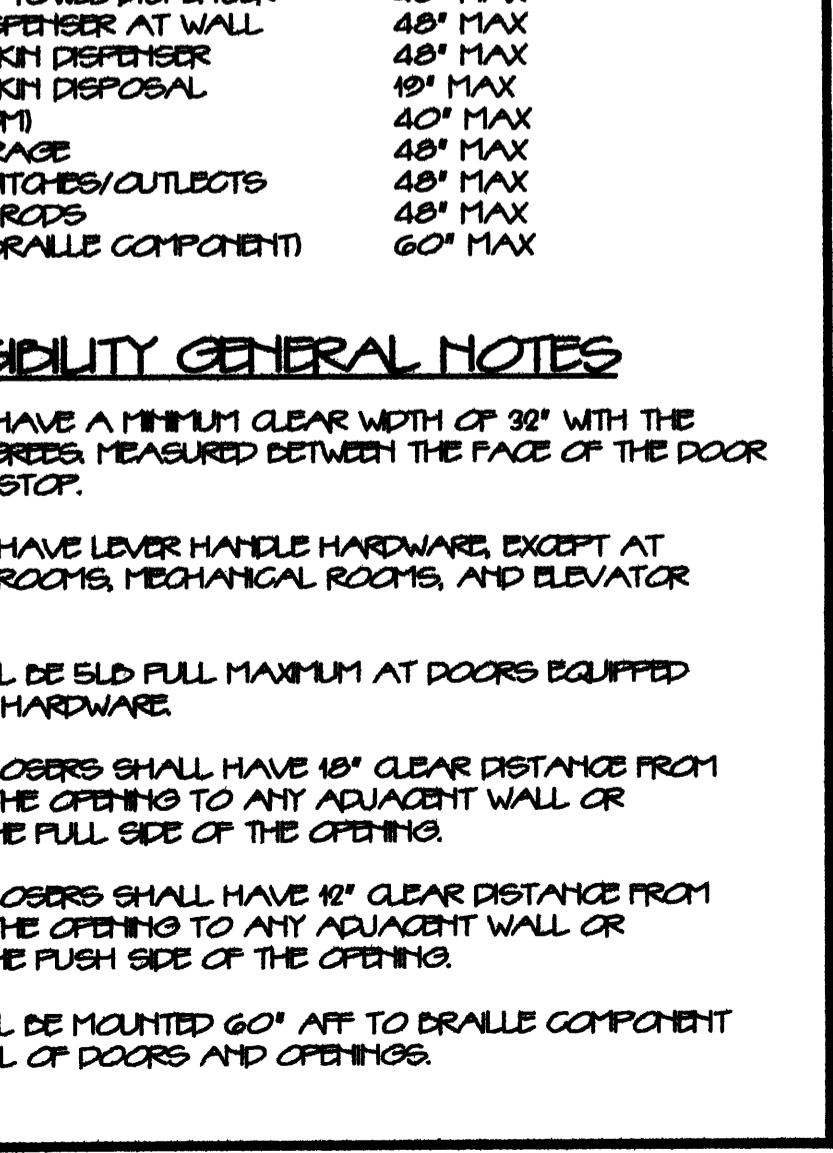 TOWEL DISPENSER 48" MAX
SPENSER AT WALL 48" MAX
KIN DISPENSER 48" MAX
KIN DISPOSAL 19" MAX
OM) 40" MAX
RAGE 48" MAX
ITCHES/OUTLECTS 48" MAX
RODS 48" MAX
BRAILLE COMPONENT) 60" MAX
SIBILITY GENERAL NOTES
HAVE A MINIMUM CLEAR WIDTH OF 32" WITH THE
GREES. MEASURED BETWEEN THE FACE OF THE DOOR
STOP.
HAVE LEVER HANDLE HARDWARE, EXCEPT AT
ROOMS, MECHANICAL ROOMS, AND ELEVATOR
L BE 5LB PULL MAXIMUM AT DOORS EQUIPPED
HARDWARE.
OSERS SHALL HAVE 18" CLEAR DISTANCE FROM
HE OPENING TO ANY ADJACENT WALL OR
HE PULL SIDE OF THE OPENING.
OSERS SHALL HAVE 12" CLEAR DISTANCE FROM
HE OPENING TO ANY ADJACENT WALL OR
HE PUSH SIDE OF THE OPENING.
L BE MOUNTED 60" AFF TO BRAILLE COMPONENT
L OF DOORS AND OPENINGS.